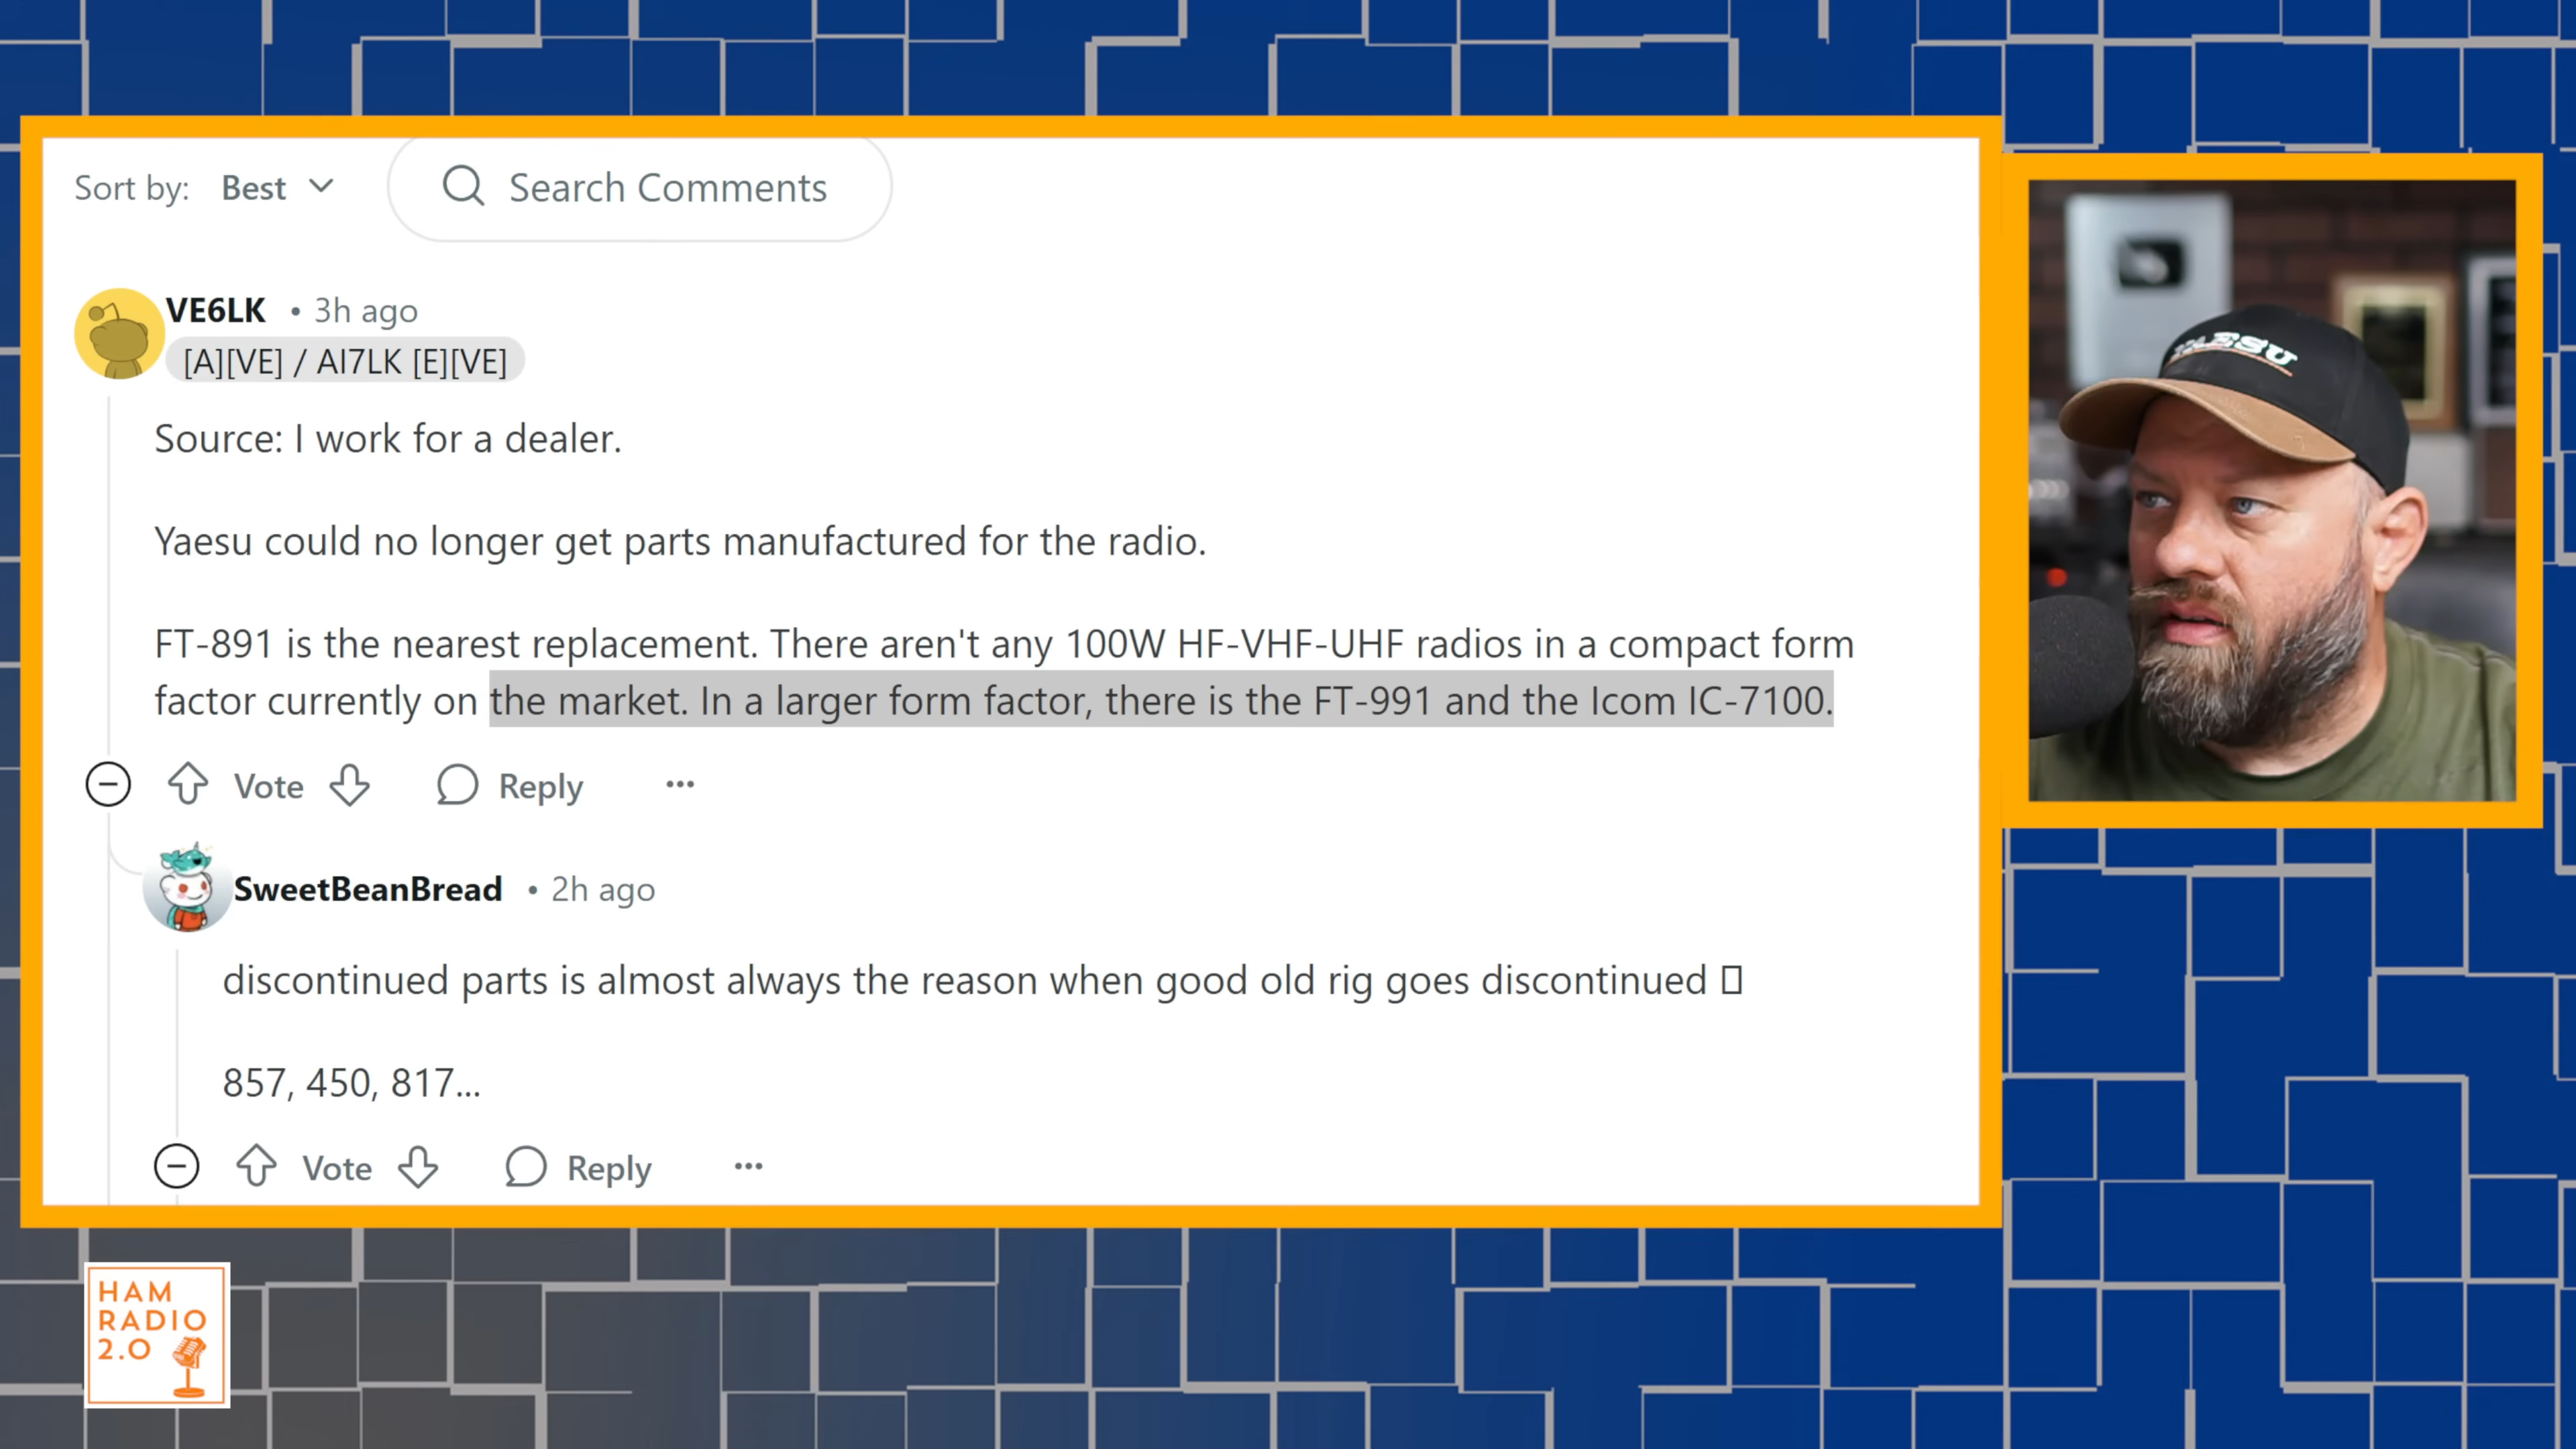 Sort by: Best
Search Comments
VE6LK • 3h ago
[A][VE] / AI7LK [E][VE]
Source: I work for a dealer.
Yaesu could no longer get parts manufactured for the radio.
FT-891 is the nearest replacement. There aren't any 100W HF-VHF-UHF radios in a compact form
factor currently on the market. In a larger form factor, there is the FT-991 and the Icom IC-7100.
Vote Reply ...
SweetBeanBread • 2h ago
discontinued parts is almost always the reason when good old rig goes discontinued
857, 450, 817...
Vote Reply ...
YAESU
HAM
RADIO
2.0